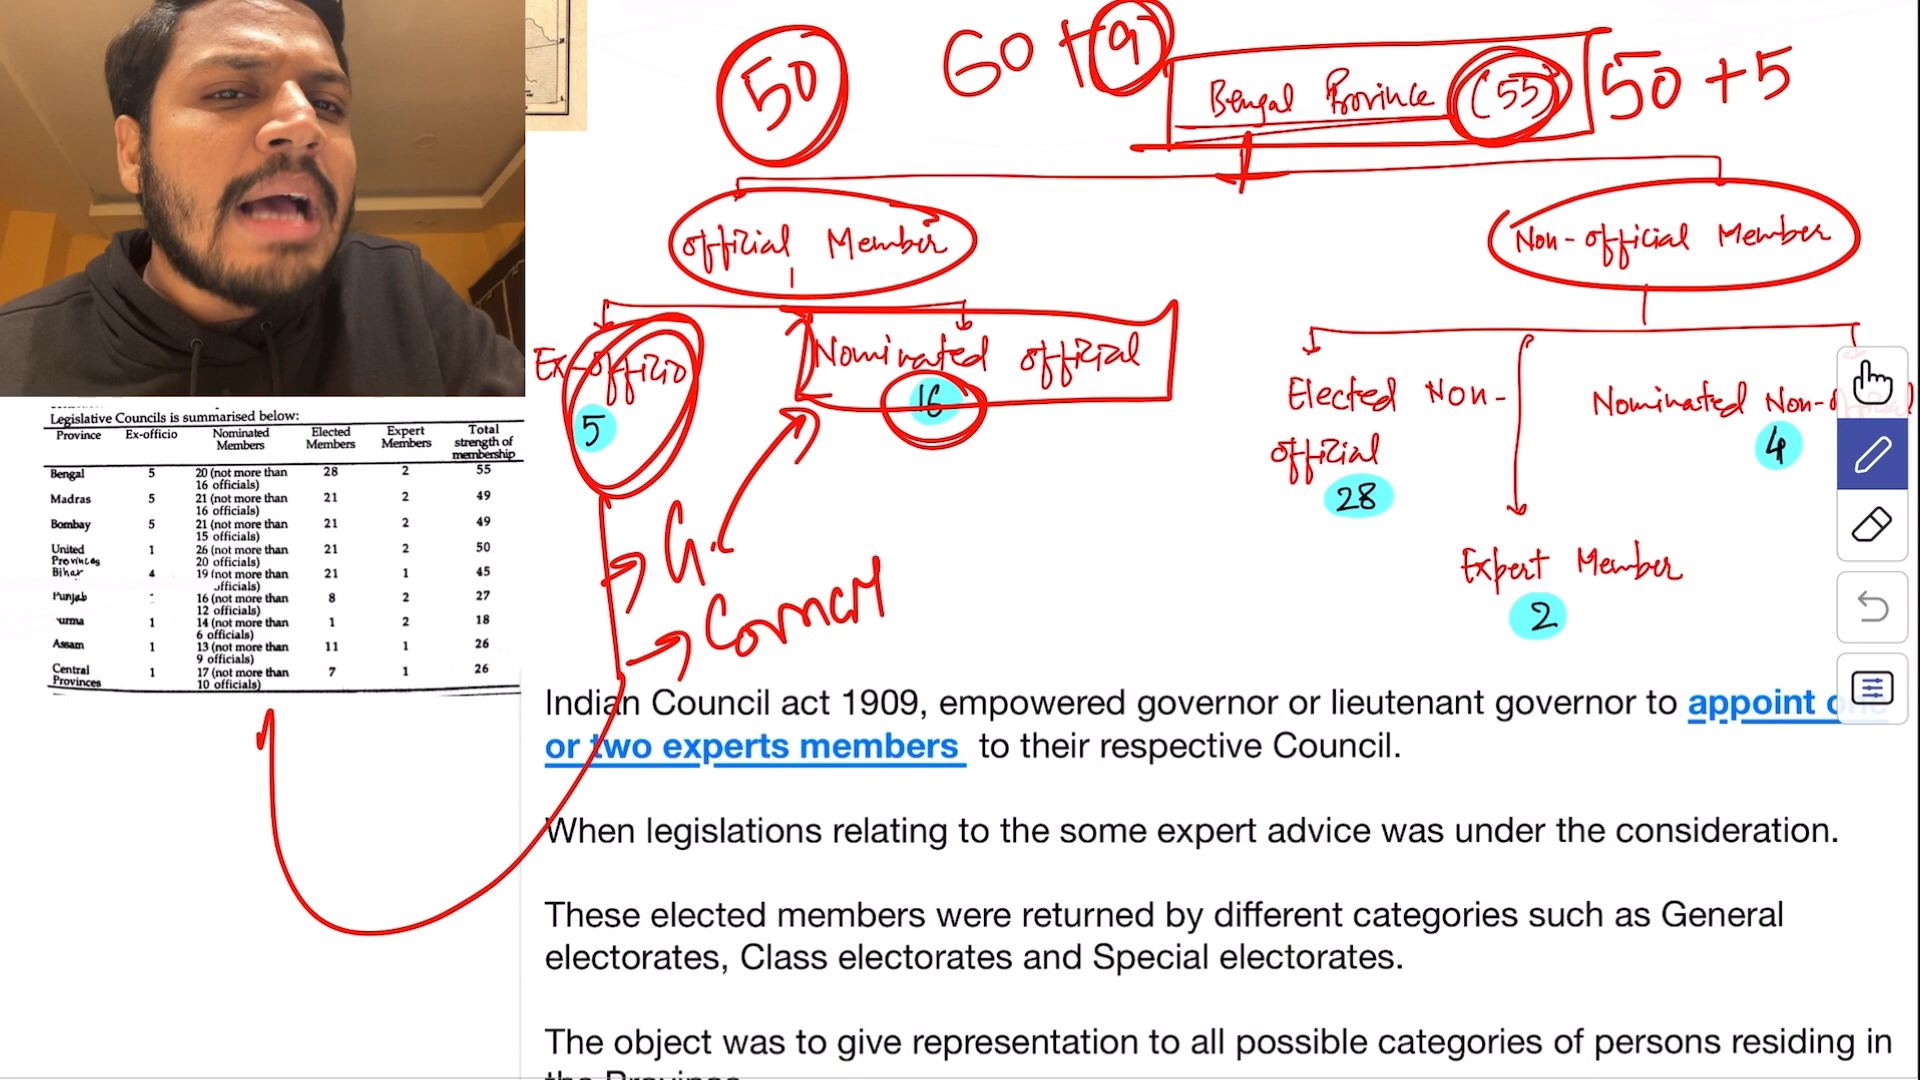 50
60 + 9
Bengal Province (55)
50 + 5
Official Member
Non-official Member
Ex-officio
5
Nominated official
16
Elected Non-
official
28
Nominated Non-official
4
Expert Member
2
G.
Council
Legislative Councils is summarised below:
Province Ex-officio Nominated Members Elected Members Expert Members Total strength of membership
Bengal 5 20 (not more than 16 officials) 28 2 55
Madras 5 21 (not more than 16 officials) 21 2 49
Bombay 5 21 (not more than 15 officials) 21 2 49
United Provinces 1 26 (not more than 20 officials) 21 2 50
Bihar 4 19 (not more than officials) 21 1 45
Punjab 16 (not more than 12 officials) 8 2 27
urma 1 14 (not more than 6 officials) 1 2 18
Assam 1 13 (not more than 9 officials) 11 1 26
Central Provinces 1 17 (not more than 10 officials) 7 1 26
Indian Council act 1909, empowered governor or lieutenant governor to appoint one
or two experts members to their respective Council.
When legislations relating to the some expert advice was under the consideration.
These elected members were returned by different categories such as General
electorates, Class electorates and Special electorates.
The object was to give representation to all possible categories of persons residing in
the Province